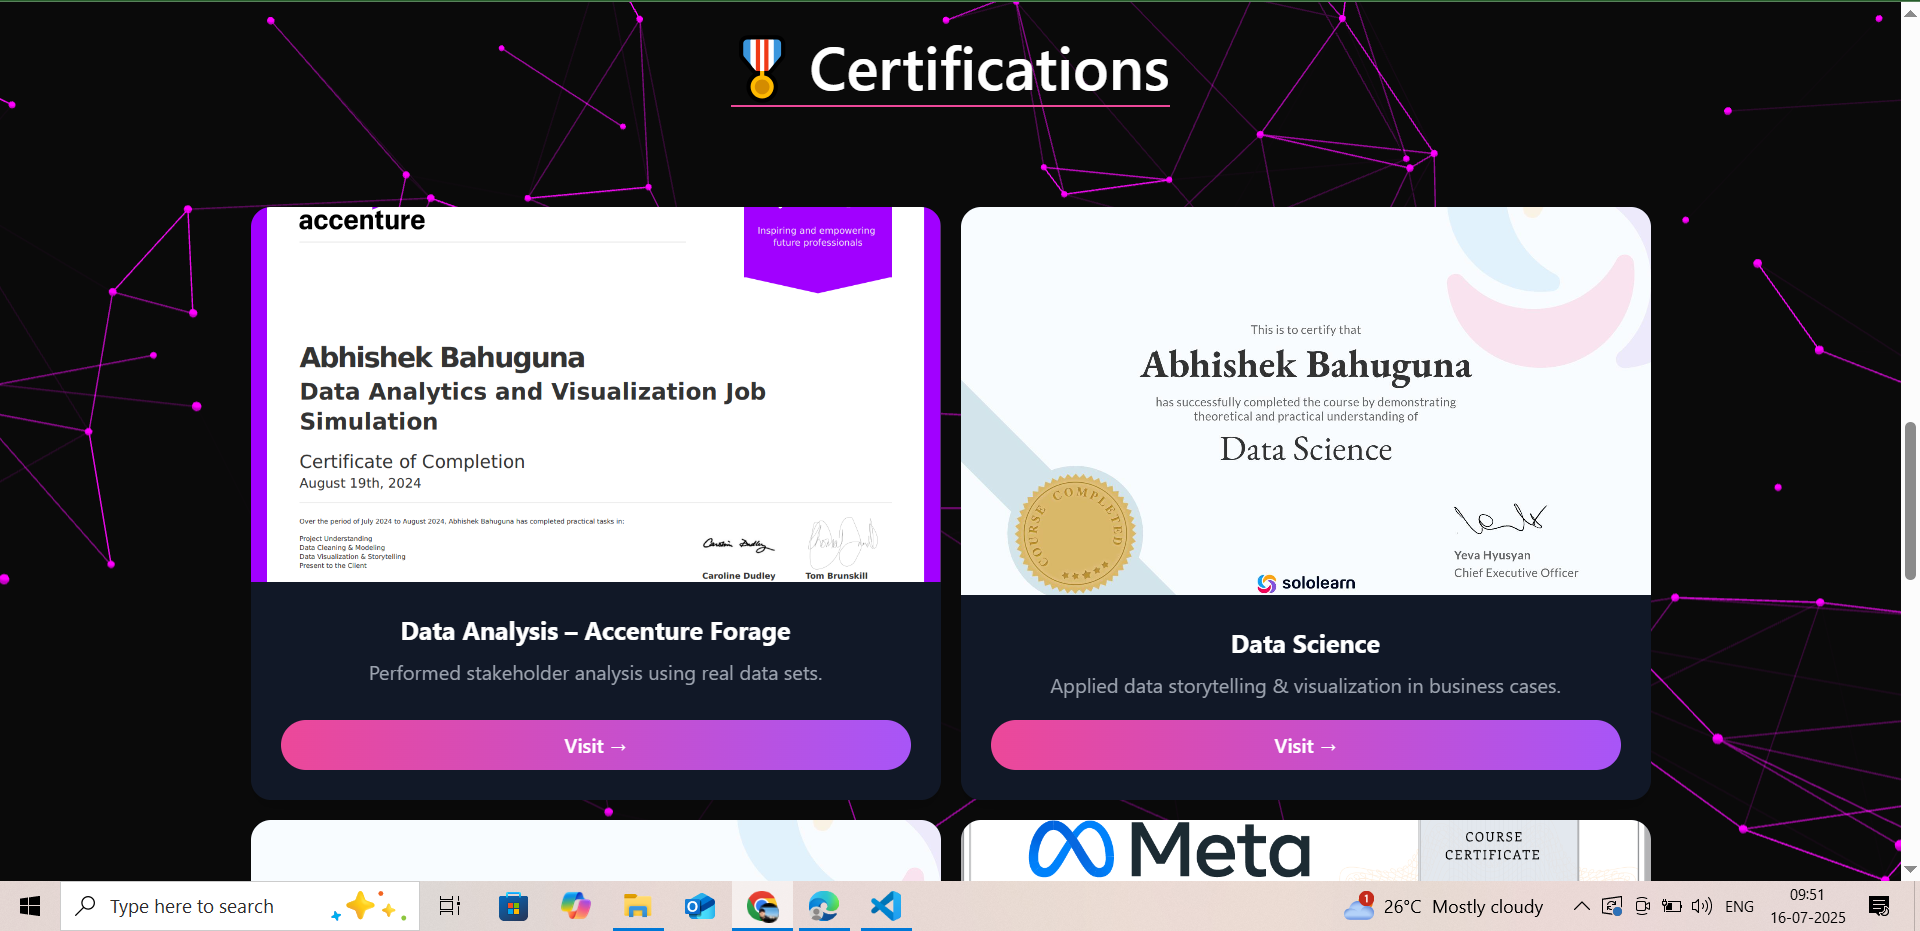 Certifications
accenture
Inspiring and empowering
future professionals
Abhishek Bahuguna
Data Analytics and Visualization Job
Simulation
Certificate of Completion
August 19th, 2024
Over the period of July 2024 to August 2024, Abhishek Bahuguna has completed practical tasks in:
Project Understanding
Data Cleaning & Modeling
Data Visualization & Storytelling
Present to the Client
Caroline Dudley
Tom Brunskill
Data Analysis – Accenture Forage
Performed stakeholder analysis using real data sets.
Visit →
This is to certify that
Abhishek Bahuguna
has successfully completed the course by demonstrating
theoretical and practical understanding of
Data Science
COURSE COMPLETED
Yeva Hyusyan
Chief Executive Officer
sololearn
Data Science
Applied data storytelling & visualization in business cases.
Visit →
Meta
COURSE
CERTIFICATE
Type here to search
1
26°C Mostly cloudy
ENG
09:51
16-07-2025